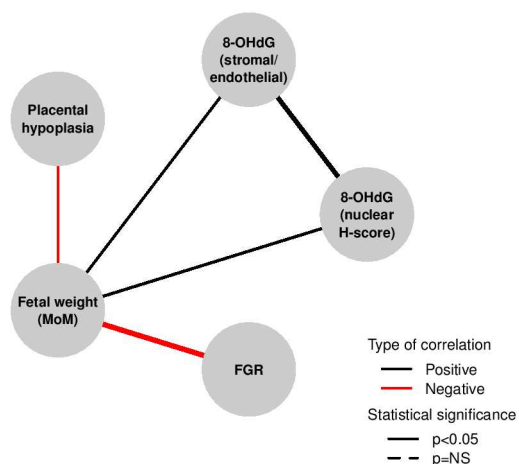 8-OHdG
(stromal/
endothelial)
Placental
hypoplasia
8-OHdG
(nuclear
H-score)
Fetal weight
(MoM)
FGR
Type of correlation
Positive
Negative
Statistical significance
p<0.05
p=NS